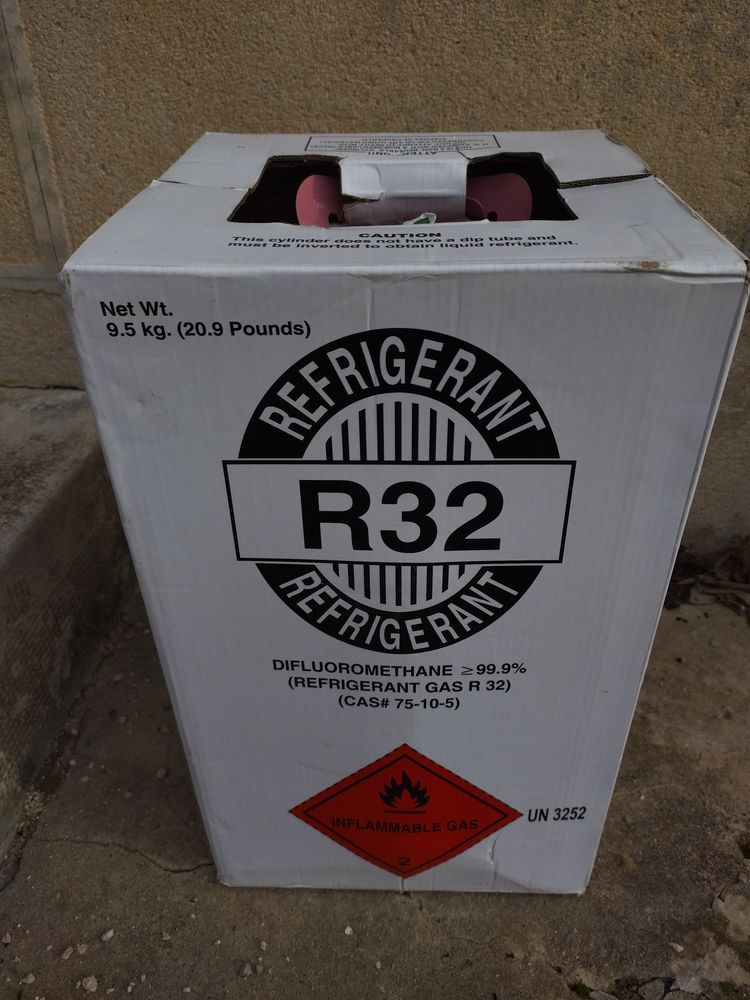 CAUTION
This cylinder does not have a dip tube and
must be inverted to obtain liquid refrigerant.
Net Wt.
9.5 kg. (20.9 Pounds)
REFRIGERANT
R32
REFRIGERANT
DIFLUOROMETHANE ≥99.9%
(REFRIGERANT GAS R 32)
(CAS# 75-10-5)
INFLAMMABLE GAS
2
UN 3252